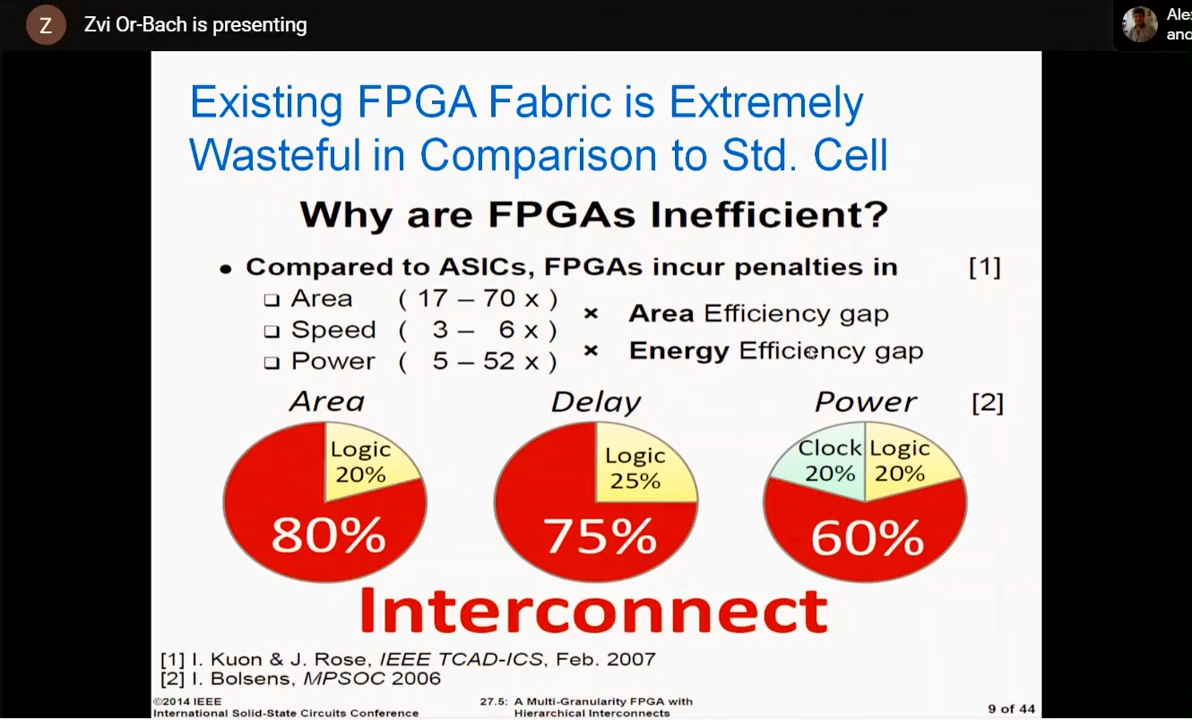 Z
Zvi Or-Bach is presenting
Existing FPGA Fabric is Extremely
Wasteful in Comparison to Std. Cell
Why are FPGAs Inefficient?
• Compared to ASICs, FPGAs incur penalties in [1]
❑ Area ( 17 – 70 x )
❑ Speed ( 3 – 6 x )
❑ Power ( 5 – 52 x )
× Area Efficiency gap
× Energy Efficiency gap
Area
Delay
Power
[2]
Logic
20%
80%
Logic
25%
75%
Clock
20%
Logic
20%
60%
Interconnect
[1] I. Kuon & J. Rose, IEEE TCAD-ICS, Feb. 2007
[2] I. Bolsens, MPSOC 2006
©2014 IEEE
International Solid-State Circuits Conference
27.5: A Multi-Granularity FPGA with
Hierarchical Interconnects
9 of 44